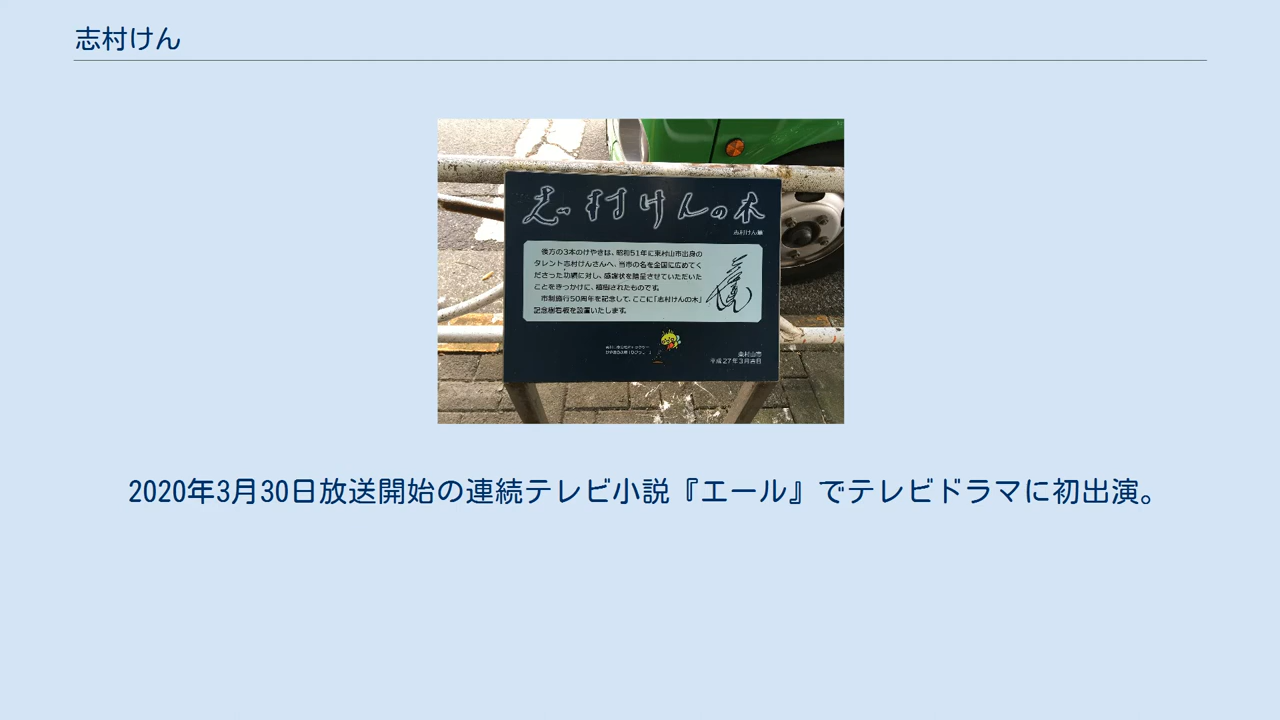 志村けん
志村けんの木
志村けん書
後方の3本のけやきは、昭和51年に東村山市出身の
タレント志村けんさんへ、当市の名を全国に広めてく
ださった功績に対し、感謝状を贈呈させていただいた
ことをきっかけに、植樹されたものです。
市制施行50周年を記念して、ここに「志村けんの木」
記念樹看板を設置いたします。
東村山市
平成27年3月吉日
2020年3月30日放送開始の連続テレビ小説『エール』でテレビドラマに初出演。